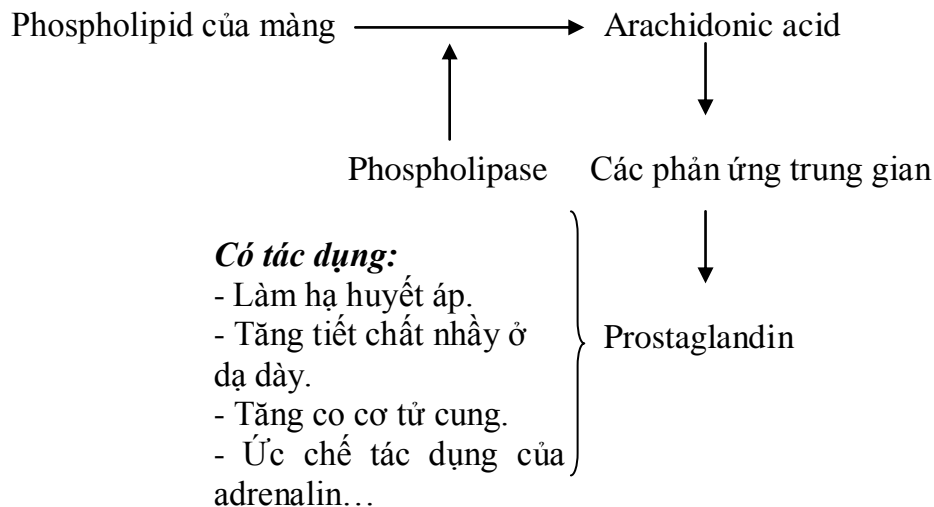 Phospholipid của màng Arachidonic acid
Phospholipase Các phản ứng trung gian
Có tác dụng:
- Làm hạ huyết áp.
- Tăng tiết chất nhầy ở
dạ dày.
- Tăng co cơ tử cung.
- Ức chế tác dụng của
adrenalin…
Prostaglandin